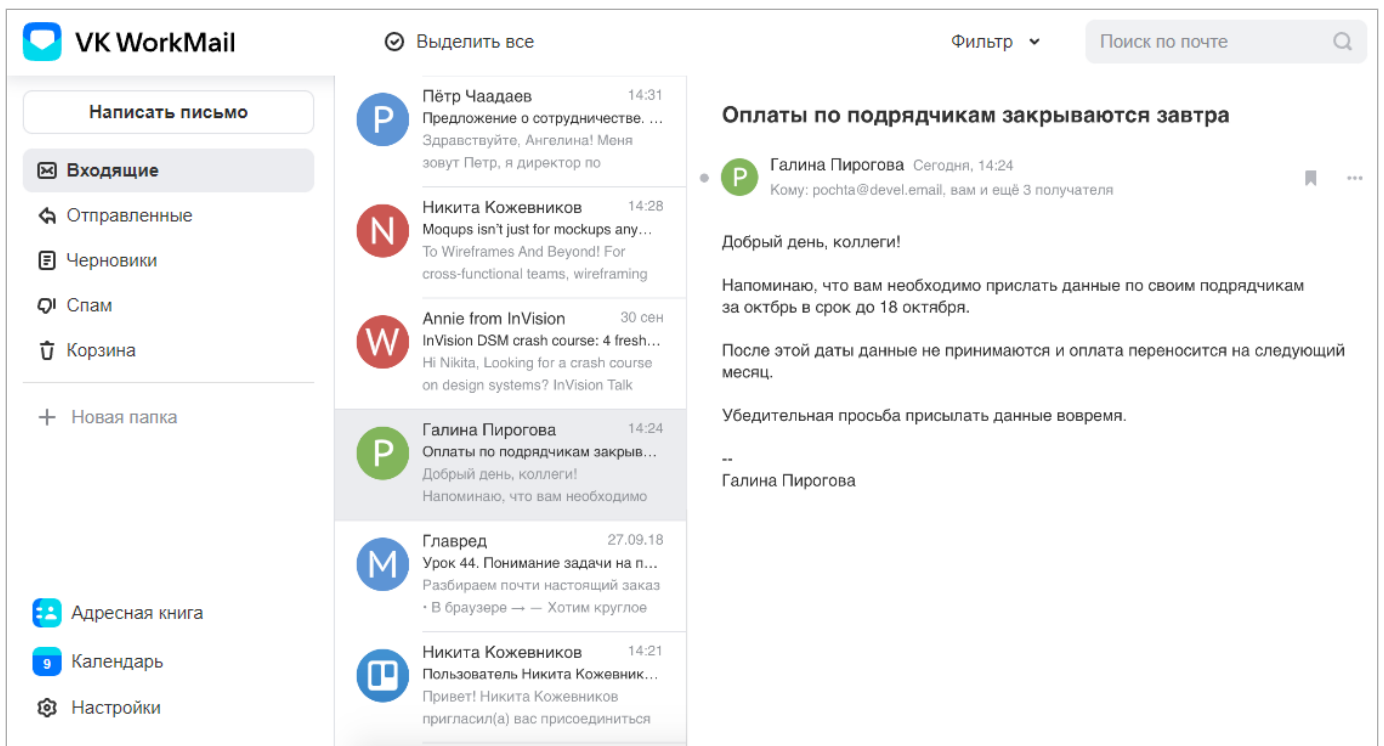 VK WorkMail
Выделить все
Фильтр
Поиск по почте
Написать письмо
Входящие
Отправленные
Черновики
Спам
Корзина
Новая папка
Адресная книга
9
Календарь
Настройки
P
Пётр Чаадаев 14:31
Предложение о сотрудничестве. ...
Здравствуйте, Ангелина! Меня
зовут Петр, я директор по
N
Никита Кожевников 14:28
Moqups isn't just for mockups any...
To Wireframes And Beyond! For
cross-functional teams, wireframing
W
Annie from InVision 30 сен
InVision DSM crash course: 4 fresh...
Hi Nikita, Looking for a crash course
on design systems? InVision Talk
P
Галина Пирогова 14:24
Оплаты по подрядчикам закрыв...
Добрый день, коллеги!
Напоминаю, что вам необходимо
M
Главред 27.09.18
Урок 44. Понимание задачи на п...
Разбираем почти настоящий заказ
· В браузере → — Хотим круглое
Никита Кожевников 14:21
Пользователь Никита Кожевник...
Привет! Никита Кожевников
пригласил(а) вас присоединиться
Оплаты по подрядчикам закрываются завтра
P
Галина Пирогова Сегодня, 14:24
Кому: pochta@devel.email, вам и ещё 3 получателя
Добрый день, коллеги!
Напоминаю, что вам необходимо прислать данные по своим подрядчикам
за октбрь в срок до 18 октября.
После этой даты данные не принимаются и оплата переносится на следующий
месяц.
Убедительная просьба присылать данные вовремя.
--
Галина Пирогова